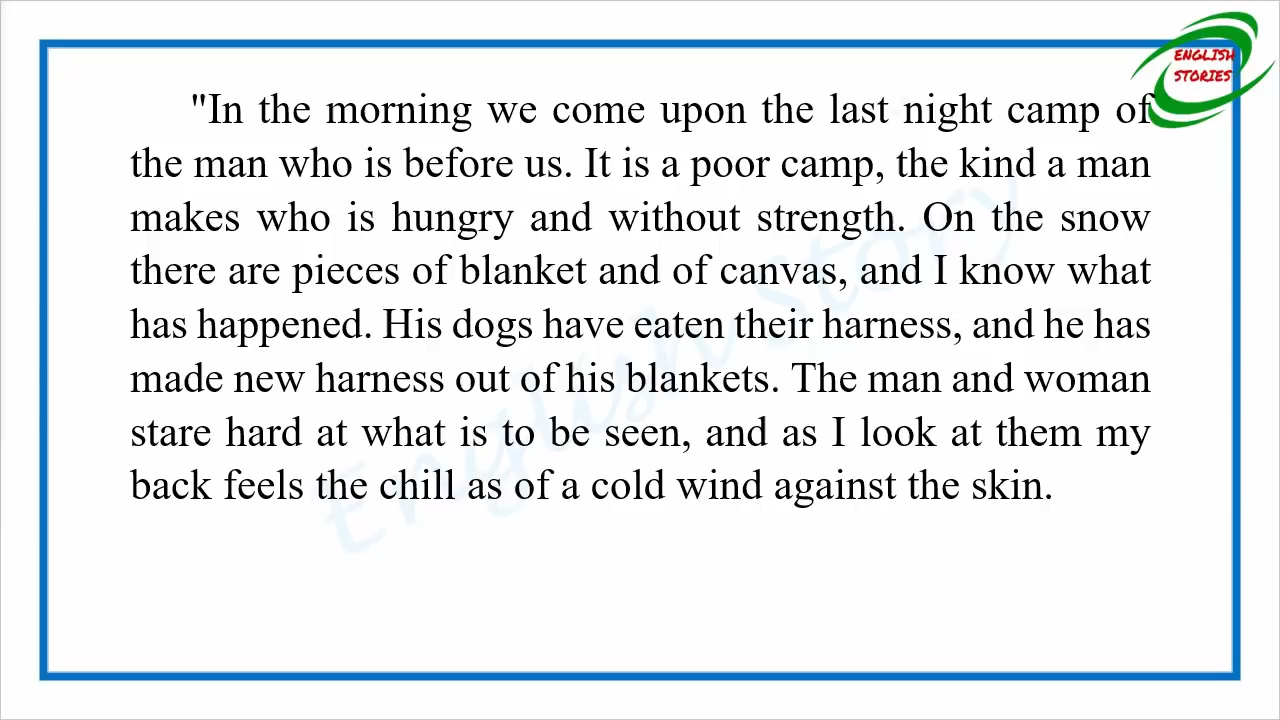 ENGLISH
STORIES
"In the morning we come upon the last night camp of
the man who is before us. It is a poor camp, the kind a man
makes who is hungry and without strength. On the snow
there are pieces of blanket and of canvas, and I know what
has happened. His dogs have eaten their harness, and he has
made new harness out of his blankets. The man and woman
stare hard at what is to be seen, and as I look at them my
back feels the chill as of a cold wind against the skin.
English Story